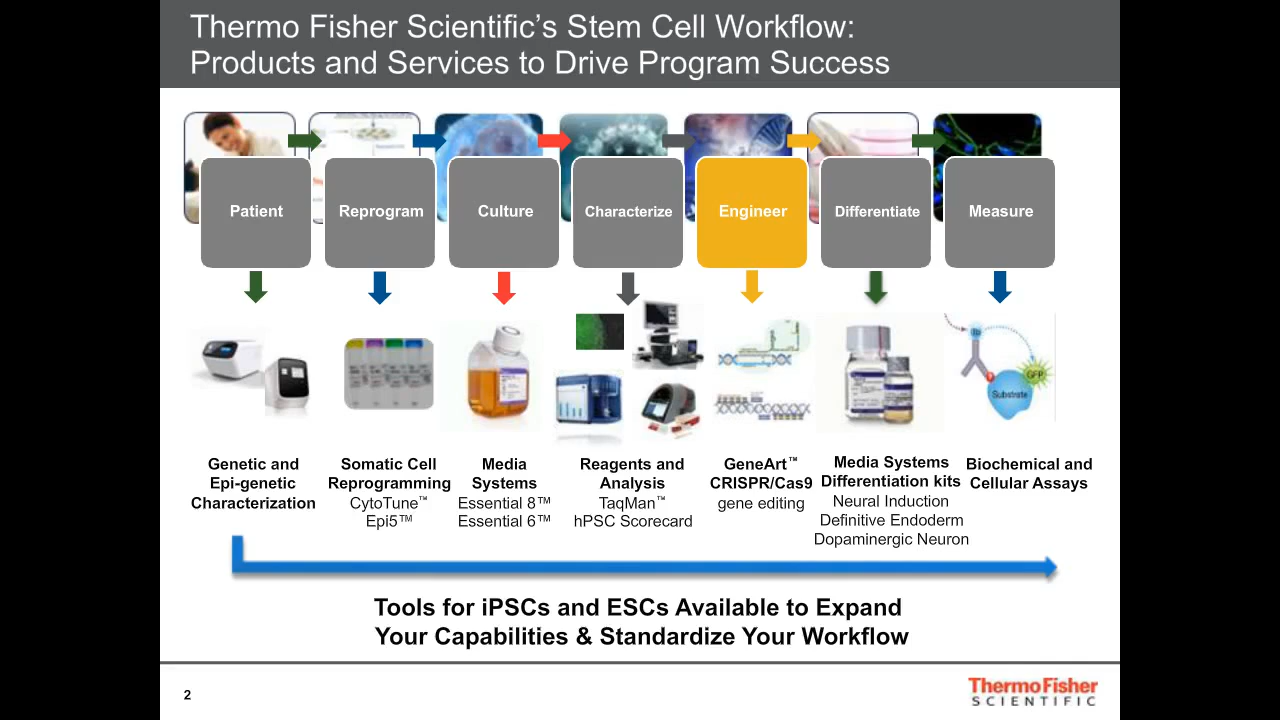 Thermo Fisher Scientific’s Stem Cell Workflow:
Products and Services to Drive Program Success
Patient
Reprogram
Culture
Characterize
Engineer
Differentiate
Measure
Tb
GFP
Substrate
Genetic and
Epi-genetic
Characterization
Somatic Cell
Reprogramming
CytoTune™
Epi5™
Media
Systems
Essential 8™
Essential 6™
Reagents and
Analysis
TaqMan™
hPSC Scorecard
GeneArt™
CRISPR/Cas9
gene editing
Media Systems
Differentiation kits
Neural Induction
Definitive Endoderm
Dopaminergic Neuron
Biochemical and
Cellular Assays
Tools for iPSCs and ESCs Available to Expand
Your Capabilities & Standardize Your Workflow
2
ThermoFisher
SCIENTIFIC